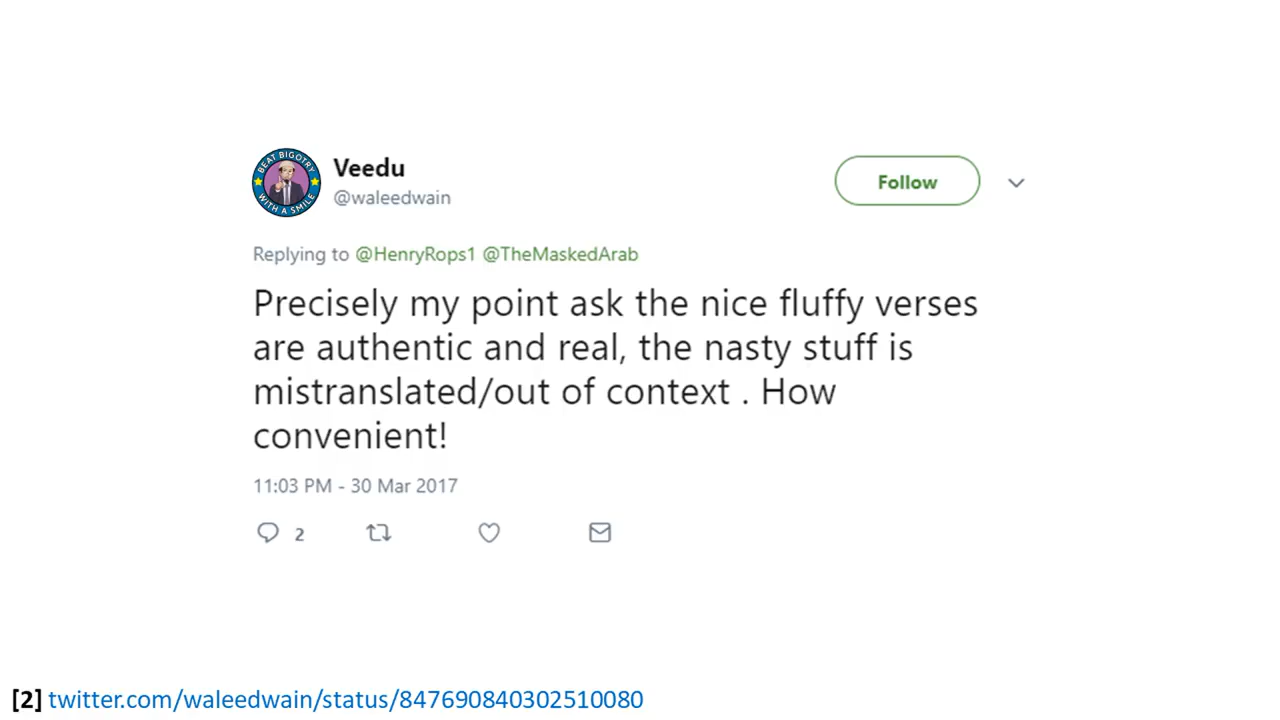 BEAT BIGOTRY
WITH A SMILE
Veedu
@waleedwain
Follow
Replying to @HenryRops1 @TheMaskedArab
Precisely my point ask the nice fluffy verses
are authentic and real, the nasty stuff is
mistranslated/out of context . How
convenient!
11:03 PM - 30 Mar 2017
2
[2] twitter.com/waleedwain/status/847690840302510080